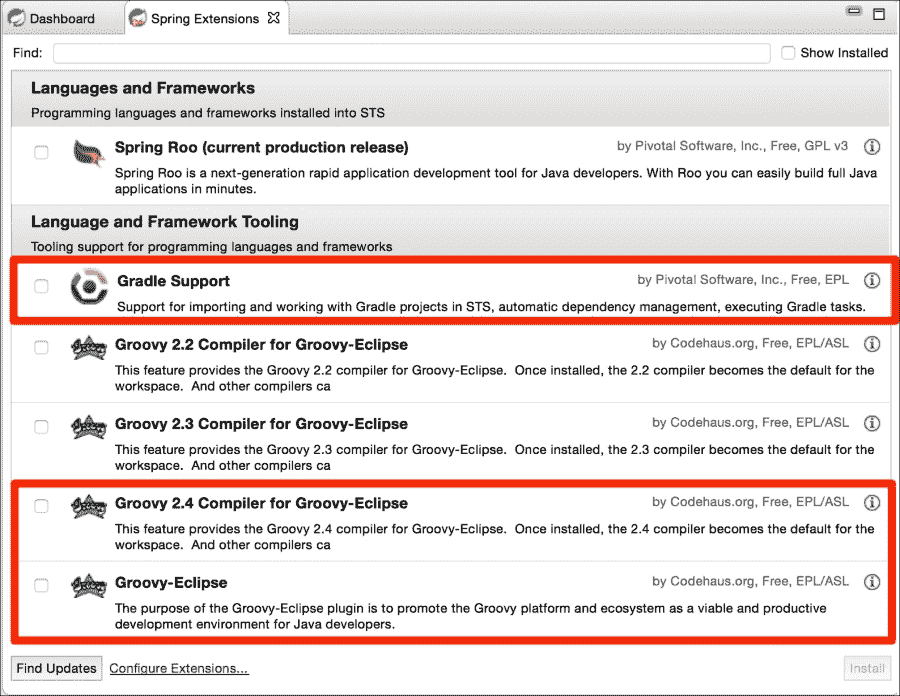 Dashboard
Spring Extensions
Find:
Show Installed
Languages and Frameworks
Programming languages and frameworks installed into STS
Spring Roo (current production release)
by Pivotal Software, Inc., Free, GPL v3
Spring Roo is a next-generation rapid application development tool for Java developers. With Roo you can easily build full Java
applications in minutes.
Language and Framework Tooling
Tooling support for programming languages and frameworks
Gradle Support
by Pivotal Software, Inc., Free, EPL
Support for importing and working with Gradle projects in STS, automatic dependency management, executing Gradle tasks.
Groovy 2.2 Compiler for Groovy-Eclipse
by Codehaus.org, Free, EPL/ASL
This feature provides the Groovy 2.2 compiler for Groovy-Eclipse.  Once installed, the 2.2 compiler becomes the default for the
workspace.  And other compilers ca
Groovy 2.3 Compiler for Groovy-Eclipse
by Codehaus.org, Free, EPL/ASL
This feature provides the Groovy 2.3 compiler for Groovy-Eclipse.  Once installed, the 2.3 compiler becomes the default for the
workspace.  And other compilers ca
Groovy 2.4 Compiler for Groovy-Eclipse
by Codehaus.org, Free, EPL/ASL
This feature provides the Groovy 2.4 compiler for Groovy-Eclipse.  Once installed, the 2.4 compiler becomes the default for the
workspace.  And other compilers ca
Groovy-Eclipse
by Codehaus.org, Free, EPL/ASL
The purpose of the Groovy-Eclipse plugin is to promote the Groovy platform and ecosystem as a viable and productive
development environment for Java developers.
Find Updates
Configure Extensions...
Install